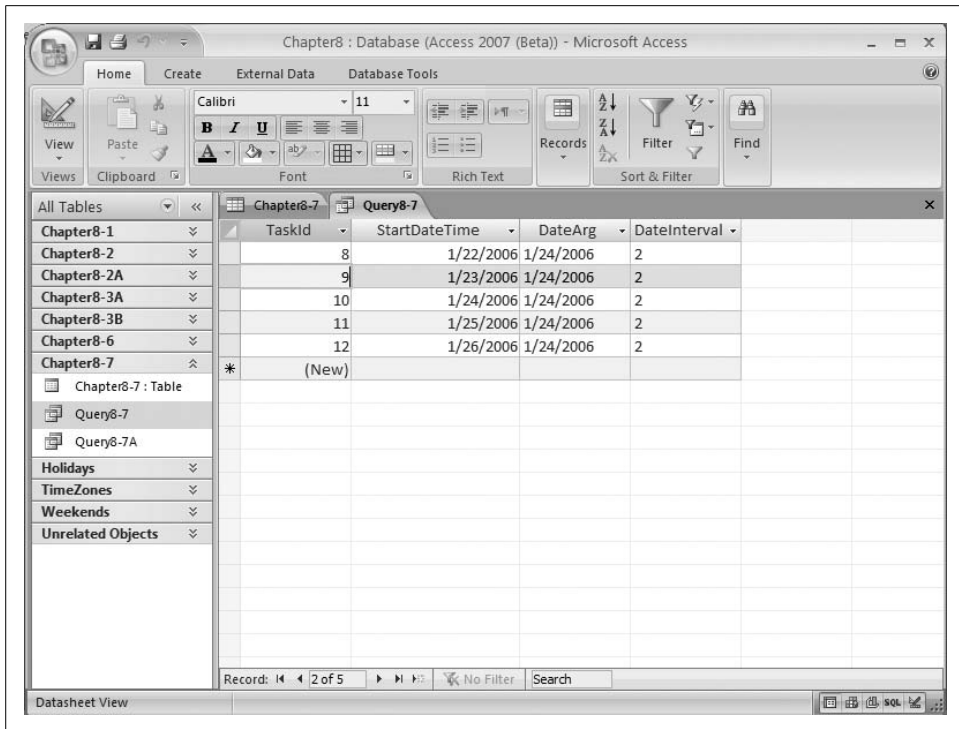 Chapter8 : Database (Access 2007 (Beta)) - Microsoft Access
Home Create External Data Database Tools
Calibri 11
B I U
A ab
View Paste Records Filter Find
Views Clipboard Font Rich Text Sort & Filter
All Tables «
Chapter8-1
Chapter8-2
Chapter8-2A
Chapter8-3A
Chapter8-3B
Chapter8-6
Chapter8-7
Chapter8-7 : Table
Query8-7
Query8-7A
Holidays
TimeZones
Weekends
Unrelated Objects
Chapter8-7 Query8-7
TaskId StartDateTime DateArg DateInterval
8 1/22/2006 1/24/2006 2
9 1/23/2006 1/24/2006 2
10 1/24/2006 1/24/2006 2
11 1/25/2006 1/24/2006 2
12 1/26/2006 1/24/2006 2
(New)
Record: 2 of 5 No Filter Search
Datasheet View SQL